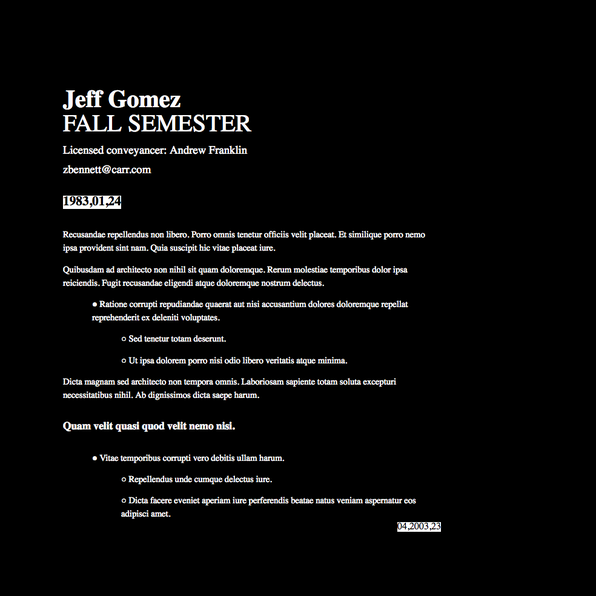 Jeff Gomez
FALL SEMESTER
Licensed conveyancer: Andrew Franklin
zbennett@carr.com
1983,01,24
Recusandae repellendus non libero. Porro omnis tenetur officiis velit placeat. Et similique porro nemo
ipsa provident sint nam. Quia suscipit hic vitae placeat iure.
Quibusdam ad architecto non nihil sit quam doloremque. Rerum molestiae temporibus dolor ipsa
reiciendis. Fugit recusandae eligendi atque doloremque nostrum delectus.
● Ratione corrupti repudiandae quaerat aut nisi accusantium dolores doloremque repellat
reprehenderit ex deleniti voluptates.
○ Sed tenetur totam deserunt.
○ Ut ipsa dolorem porro nisi odio libero veritatis atque minima.
Dicta magnam sed architecto non tempora omnis. Laboriosam sapiente totam soluta excepturi
necessitatibus nihil. Ab dignissimos dicta saepe harum.
Quam velit quasi quod velit nemo nisi.
● Vitae temporibus corrupti vero debitis ullam harum.
○ Repellendus unde cumque delectus iure.
○ Dicta facere eveniet aperiam iure perferendis beatae natus veniam aspernatur eos
adipisci amet.
04,2003,23